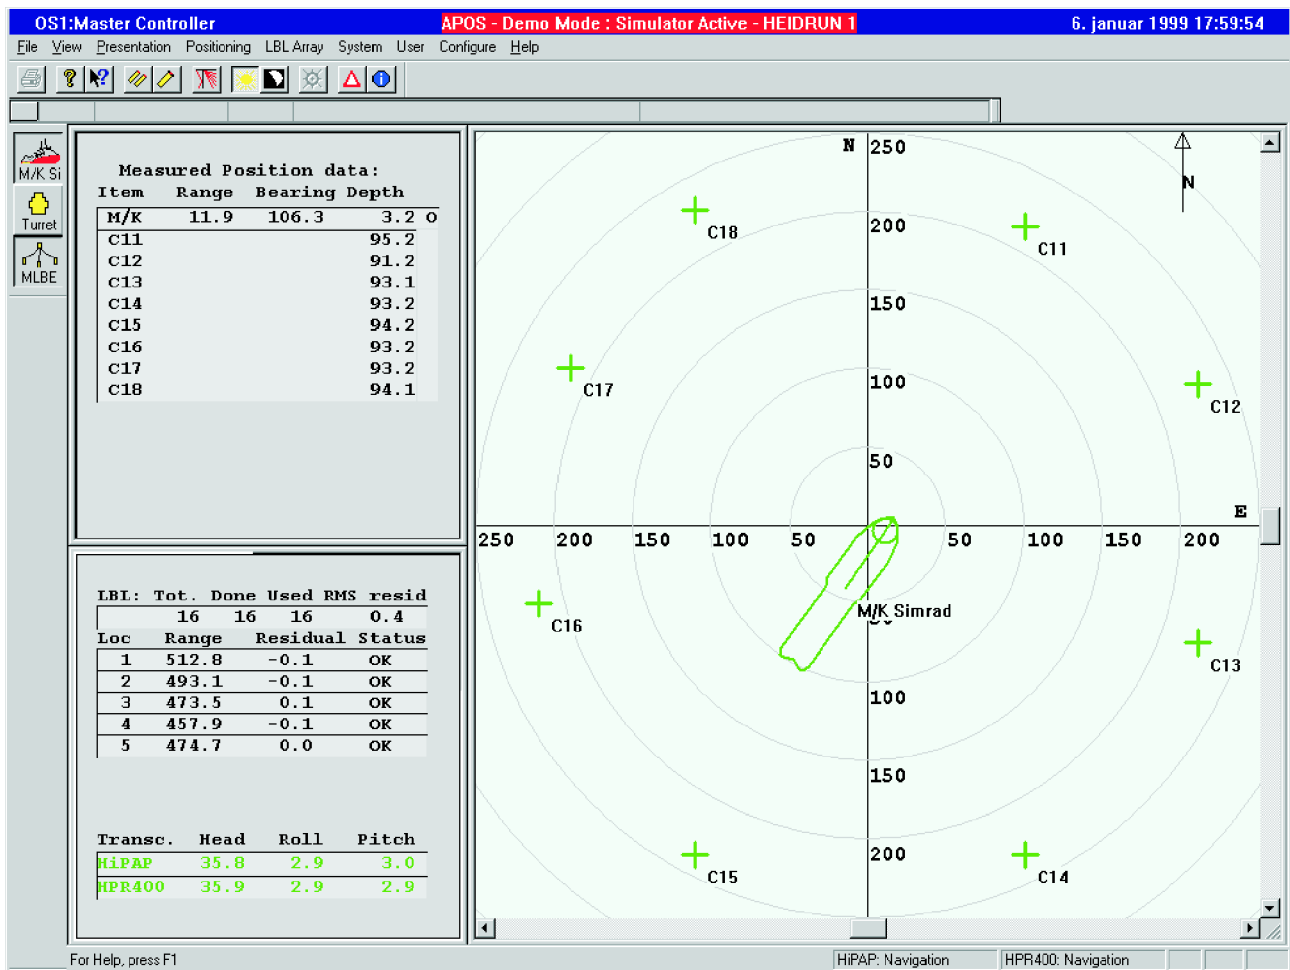 OS1:Master Controller APOS - Demo Mode : Simulator Active - HEIDRUN 1 6. januar 1999 17:59:54
File View Presentation Positioning LBL Array System User Configure Help
M/K Si
Turret
MLBE
Measured Position data:
Item Range Bearing Depth
M/K 11.9 106.3 3.2 O
C11 95.2
C12 91.2
C13 93.1
C14 93.2
C15 94.2
C16 93.2
C17 93.2
C18 94.1
LBL: Tot. Done Used RMS resid
16 16 16 0.4
Loc Range Residual Status
1 512.8 -0.1 OK
2 493.1 -0.1 OK
3 473.5 0.1 OK
4 457.9 -0.1 OK
5 474.7 0.0 OK
Transc. Head Roll Pitch
HiPAP 35.8 2.9 3.0
HPR400 35.9 2.9 2.9
N 250
N
C18 200 C11
150
C17 100 C12
50
E
250 200 150 100 50 50 100 150 200
M/K Simrad
C16
C13
100
150
200
C15 C14
For Help, press F1 HiPAP: Navigation HPR400: Navigation